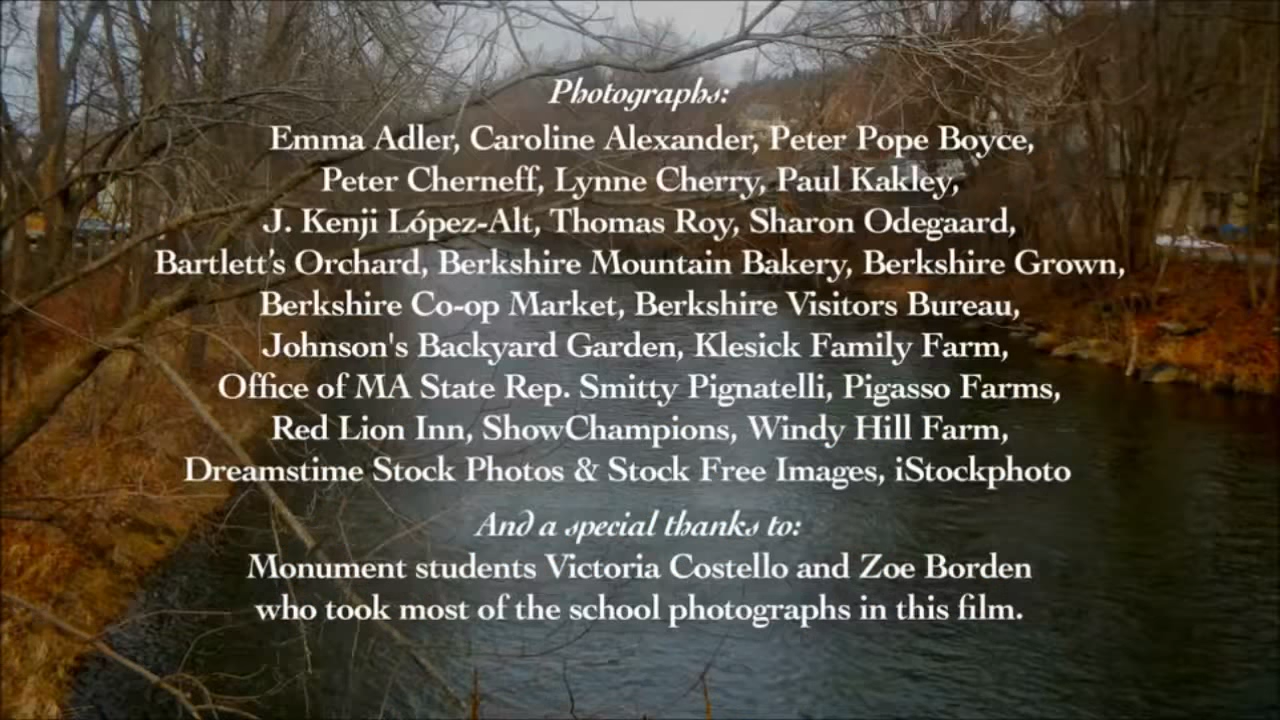 Photographs:
Emma Adler, Caroline Alexander, Peter Pope Boyce,
Peter Cherneff, Lynne Cherry, Paul Kakley,
J. Kenji López-Alt, Thomas Roy, Sharon Odegaard,
Bartlett’s Orchard, Berkshire Mountain Bakery, Berkshire Grown,
Berkshire Co-op Market, Berkshire Visitors Bureau,
Johnson's Backyard Garden, Klesick Family Farm,
Office of MA State Rep. Smitty Pignatelli, Pigasso Farms,
Red Lion Inn, ShowChampions, Windy Hill Farm,
Dreamstime Stock Photos & Stock Free Images, iStockphoto
And a special thanks to:
Monument students Victoria Costello and Zoe Borden
who took most of the school photographs in this film.